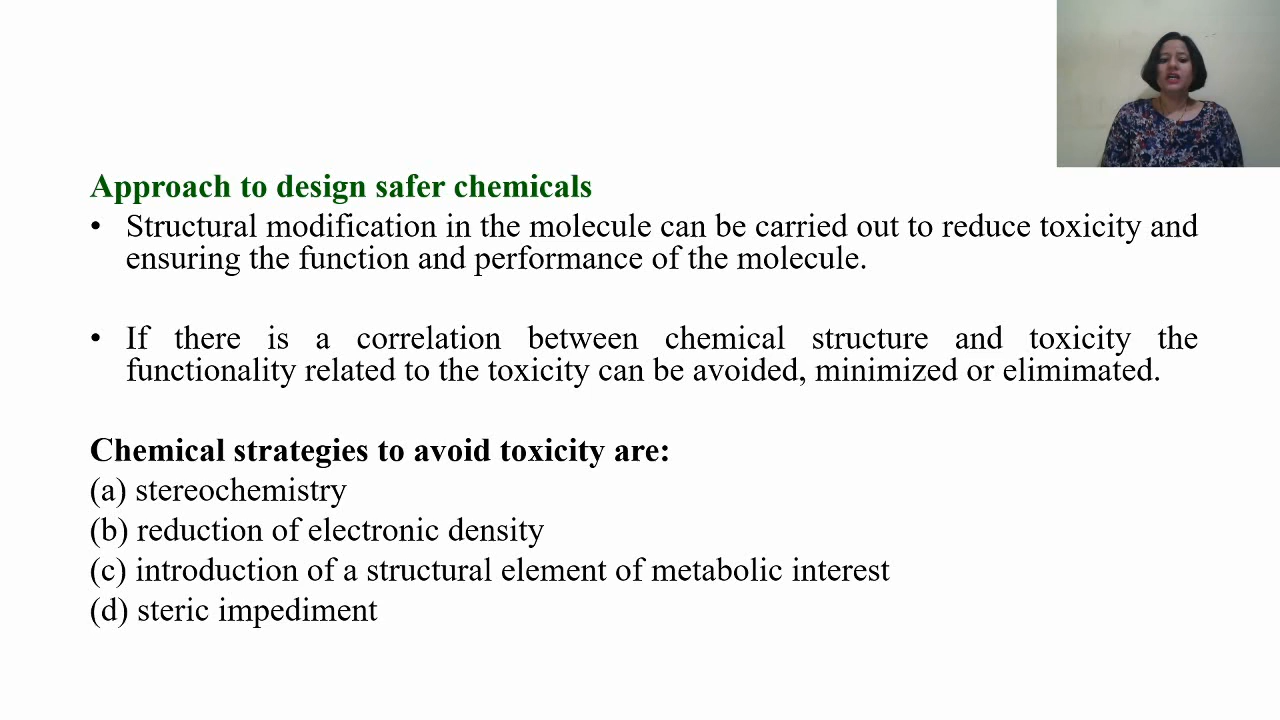 Approach to design safer chemicals
• Structural modification in the molecule can be carried out to reduce toxicity and
ensuring the function and performance of the molecule.
• If there is a correlation between chemical structure and toxicity the
functionality related to the toxicity can be avoided, minimized or elimimated.
Chemical strategies to avoid toxicity are:
(a) stereochemistry
(b) reduction of electronic density
(c) introduction of a structural element of metabolic interest
(d) steric impediment